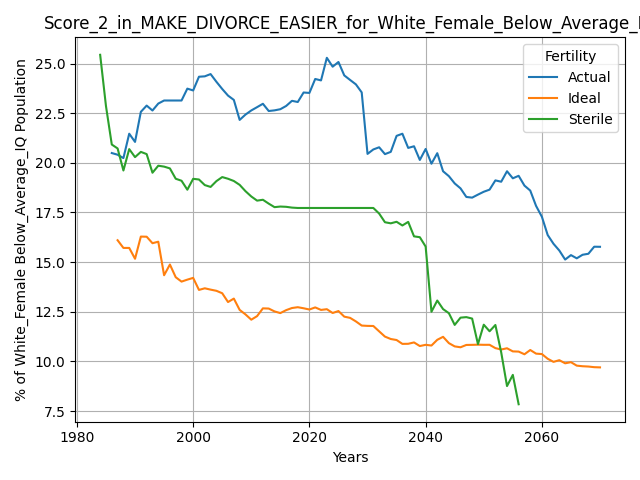 Score_2_in_MAKE_DIVORCE_EASIER_for_White_Female_Below_Average_
Fertility
Actual
Ideal
Sterile
% of White_Female Below_Average_IQ Population
25.0
22.5
20.0
17.5
15.0
12.5
10.0
7.5
1980
2000
2020
2040
2060
Years